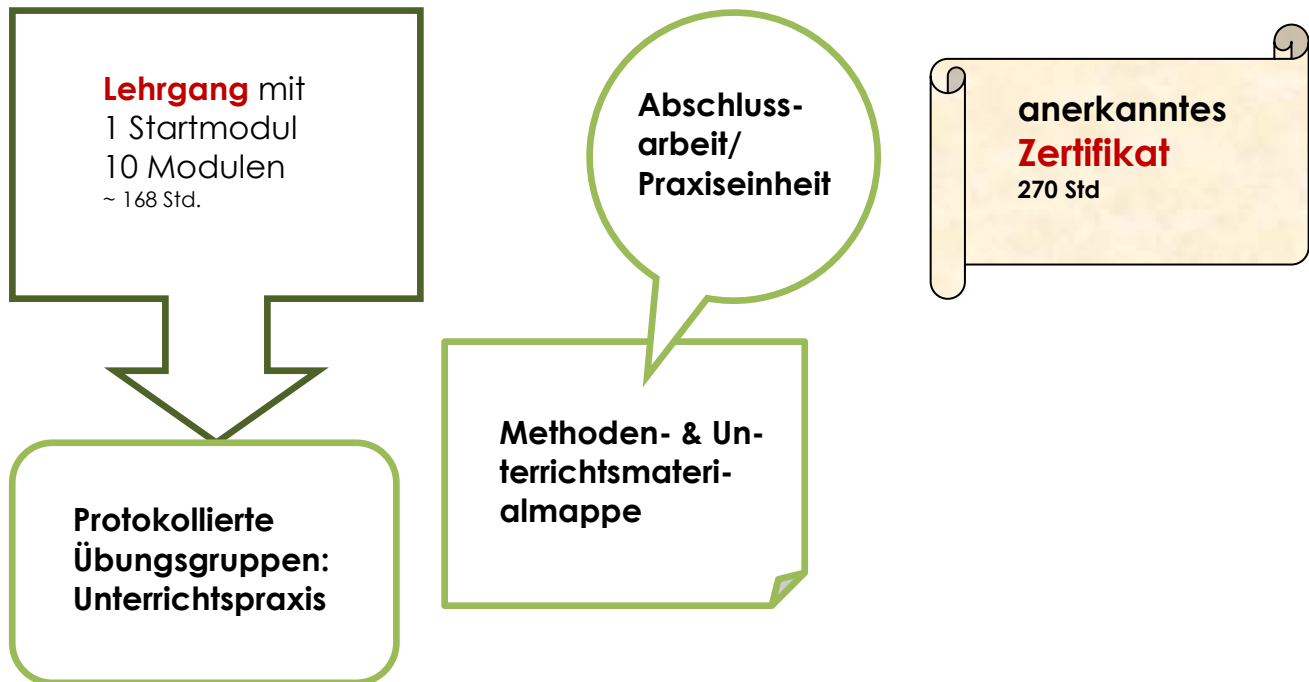 Lehrgang mit
1 Startmodul
10 Modulen
~ 168 Std.
Protokollierte
Übungsgruppen:
Unterrichtspraxis
Abschluss-
arbeit/
Praxiseinheit
Methoden- & Un-
terrichtsmateri-
almappe
anerkanntes
Zertifikat
270 Std